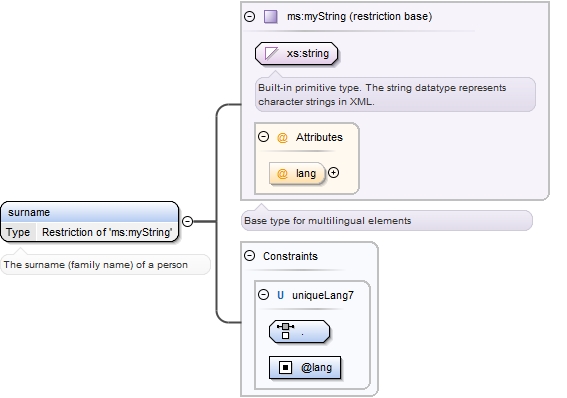 ms:myString (restriction base)
xs:string
Built-in primitive type. The string datatype represents
character strings in XML.
@ Attributes
@ lang
surname
Type Restriction of 'ms:myString'
The surname (family name) of a person
Base type for multilingual elements
Constraints
U uniqueLang7
.
@lang